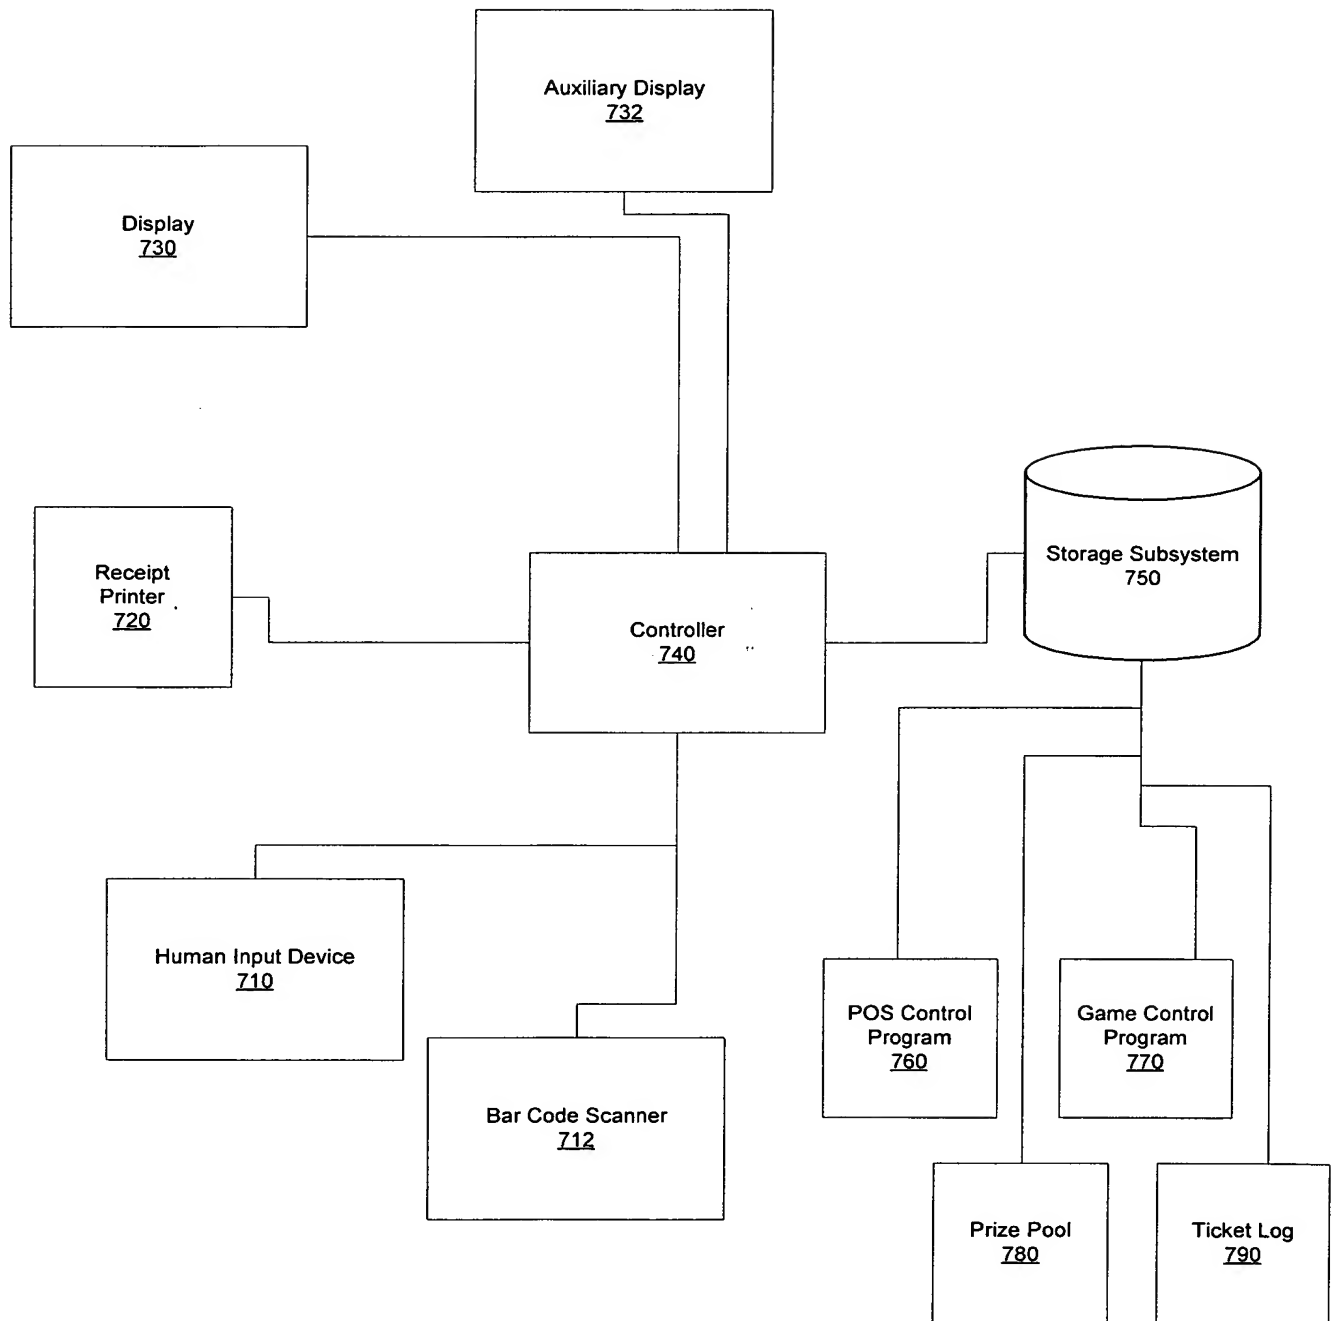 Auxiliary Display
732
Display
730
Receipt
Printer
720
Controller
740
Storage Subsystem
750
Human Input Device
710
Bar Code Scanner
712
POS Control
Program
760
Game Control
Program
770
Prize Pool
780
Ticket Log
790